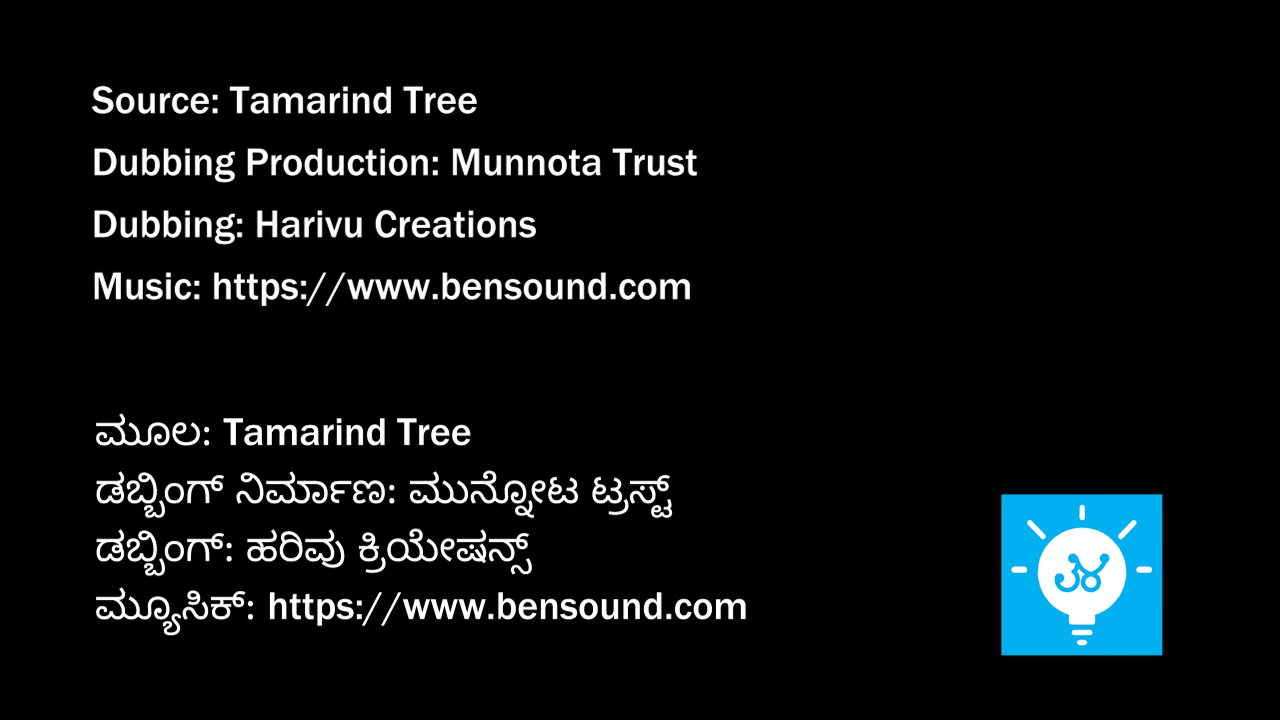 Source: Tamarind Tree
Dubbing Production: Munnota Trust
Dubbing: Harivu Creations
Music: https://www.bensound.com
ಮೂಲ: Tamarind Tree
ಡಬ್ಬಿಂಗ್ ನಿರ್ಮಾಣ: ಮುನ್ನೋಟ ಟ್ರಸ್ಟ್
ಡಬ್ಬಿಂಗ್: ಹರಿವು ಕ್ರಿಯೇಷನ್ಸ್
ಮ್ಯೂಸಿಕ್: https://www.bensound.com